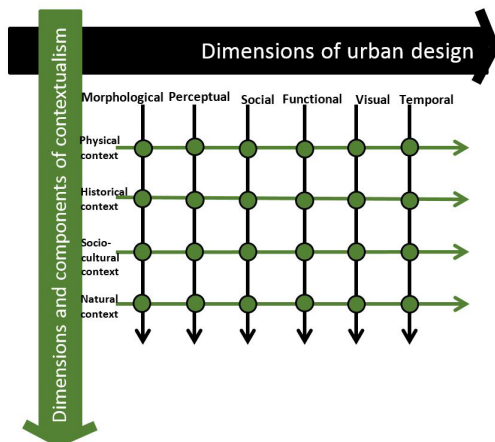 Dimensions of urban design
Dimensions and components of contextualism
Morphological Perceptual Social Functional Visual Temporal
Physical
context
Historical
context
Socio-
cultural
context
Natural
context